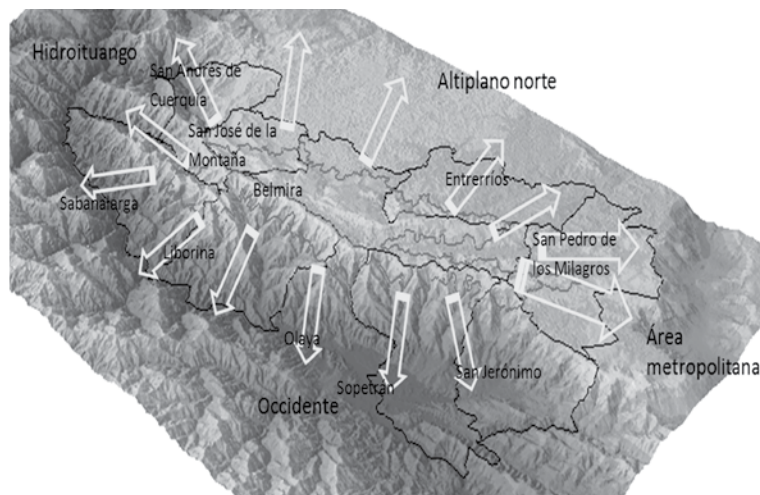 Hidroituango
San Andrés de
Cuerquia
Altiplano norte
San José de la
Montaña
Belmira
Entrerríos
Sabanalarga
San Pedro de
los Milagros
Liborina
Olaya
Área
metropolitana
San Jerónimo
Sopetrán
Occidente